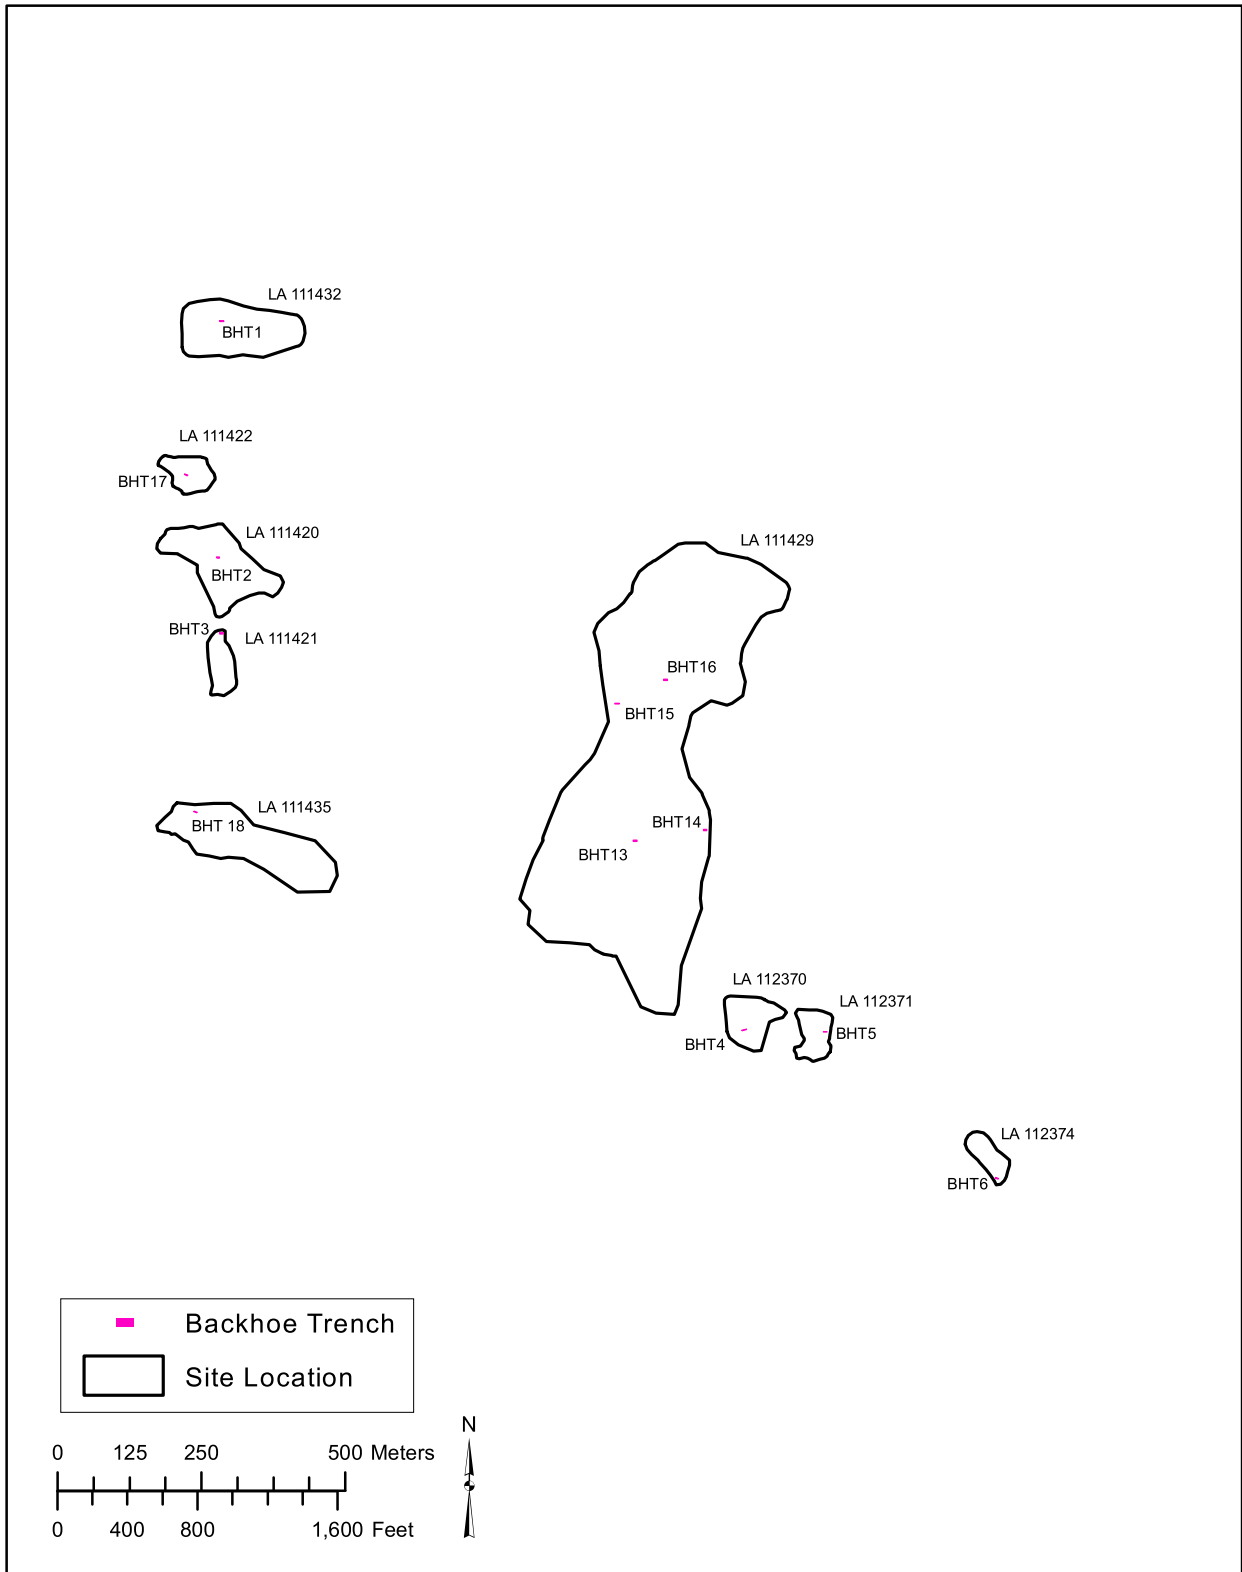 LA 111432
BHT1
LA 111422
BHT17
LA 111420
BHT2
LA 111429
BHT3
LA 111421
BHT16
BHT15
LA 111435
BHT 18
BHT14
BHT13
LA 112370
LA 112371
BHT4
BHT5
LA 112374
BHT6
Backhoe Trench
Site Location
N
0 125 250 500 Meters
0 400 800 1,600 Feet